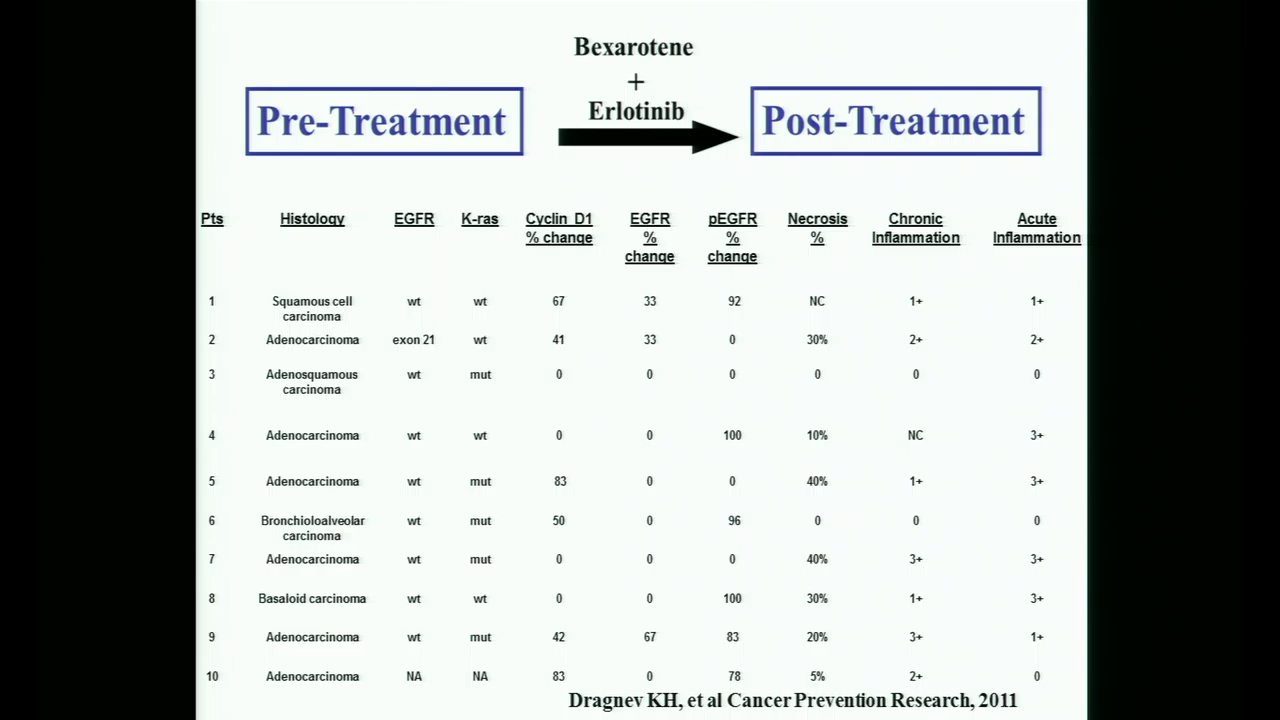 Bexarotene
+
Erlotinib
Pre-Treatment
Post-Treatment
Pts Histology EGFR K-ras Cyclin D1 % change EGFR % change pEGFR % change Necrosis % Chronic Inflammation Acute Inflammation
1 Squamous cell carcinoma wt wt 67 33 92 NC 1+ 1+
2 Adenocarcinoma exon 21 wt 41 33 0 30% 2+ 2+
3 Adenosquamous carcinoma wt mut 0 0 0 0 0 0
4 Adenocarcinoma wt wt 0 0 100 10% NC 3+
5 Adenocarcinoma wt mut 83 0 0 40% 1+ 3+
6 Bronchioloalveolar carcinoma wt mut 50 0 96 0 0 0
7 Adenocarcinoma wt mut 0 0 0 40% 3+ 3+
8 Basaloid carcinoma wt wt 0 0 100 30% 1+ 3+
9 Adenocarcinoma wt mut 42 67 83 20% 3+ 1+
10 Adenocarcinoma NA NA 83 0 78 5% 2+ 0
Dragnev KH, et al Cancer Prevention Research, 2011